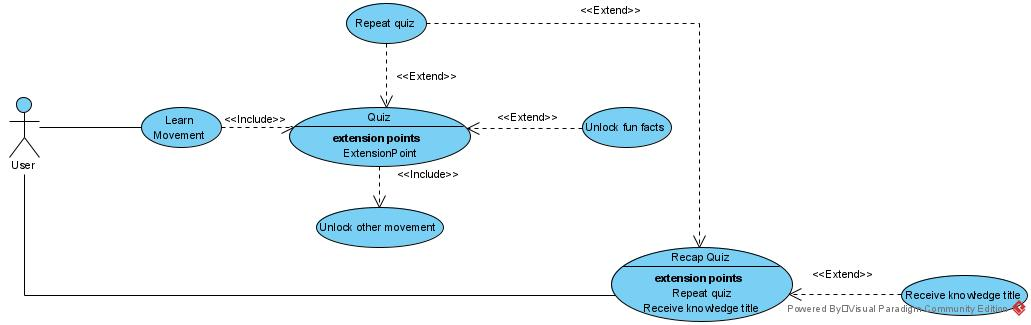 <<Extend>>
Repeat quiz
<<Extend>>
Quiz
Learn
Movement
<<Include>>
<<Extend>>
Unlock fun facts
extension points
ExtensionPoint
User
<<Include>>
Unlock other movement
Recap Quiz
<<Extend>>
extension points
Repeat quiz
Receive knowledge title
Receive knowledge title
Powered By Visual Paradigm Community Edition